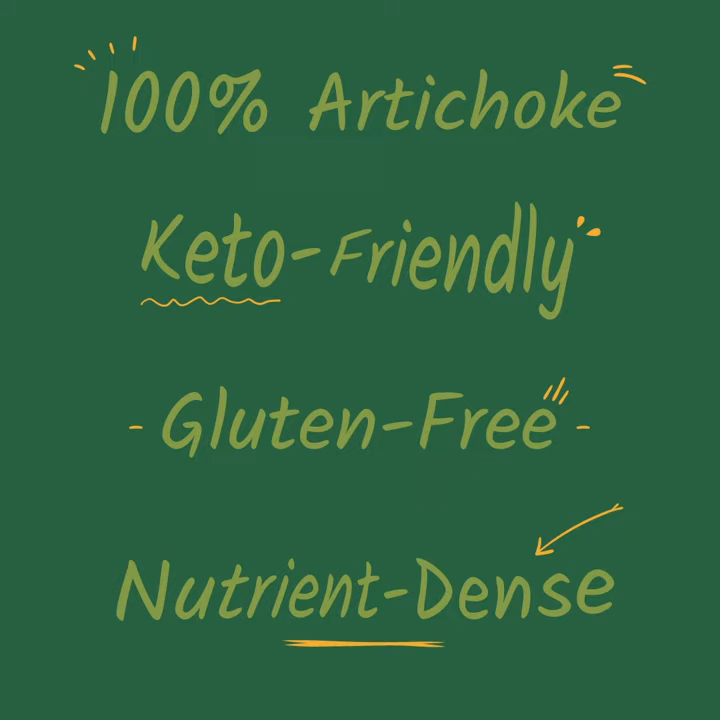 100% Artichoke
Keto-Friendly
- Gluten-Free -
Nutrient-Dense